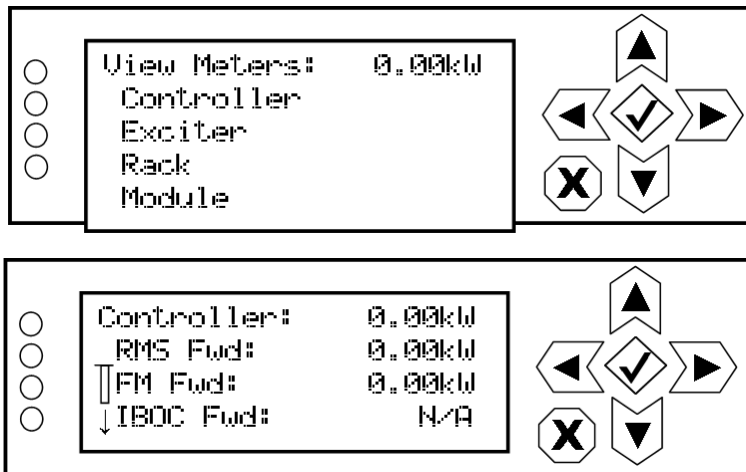 View Meters: 0.00kW
Controller
Exciter
Rack
Module
X
Controller: 0.00kW
RMS Fwd: 0.00kW
FM Fwd: 0.00kW
↓IBOC Fwd: N/A
X